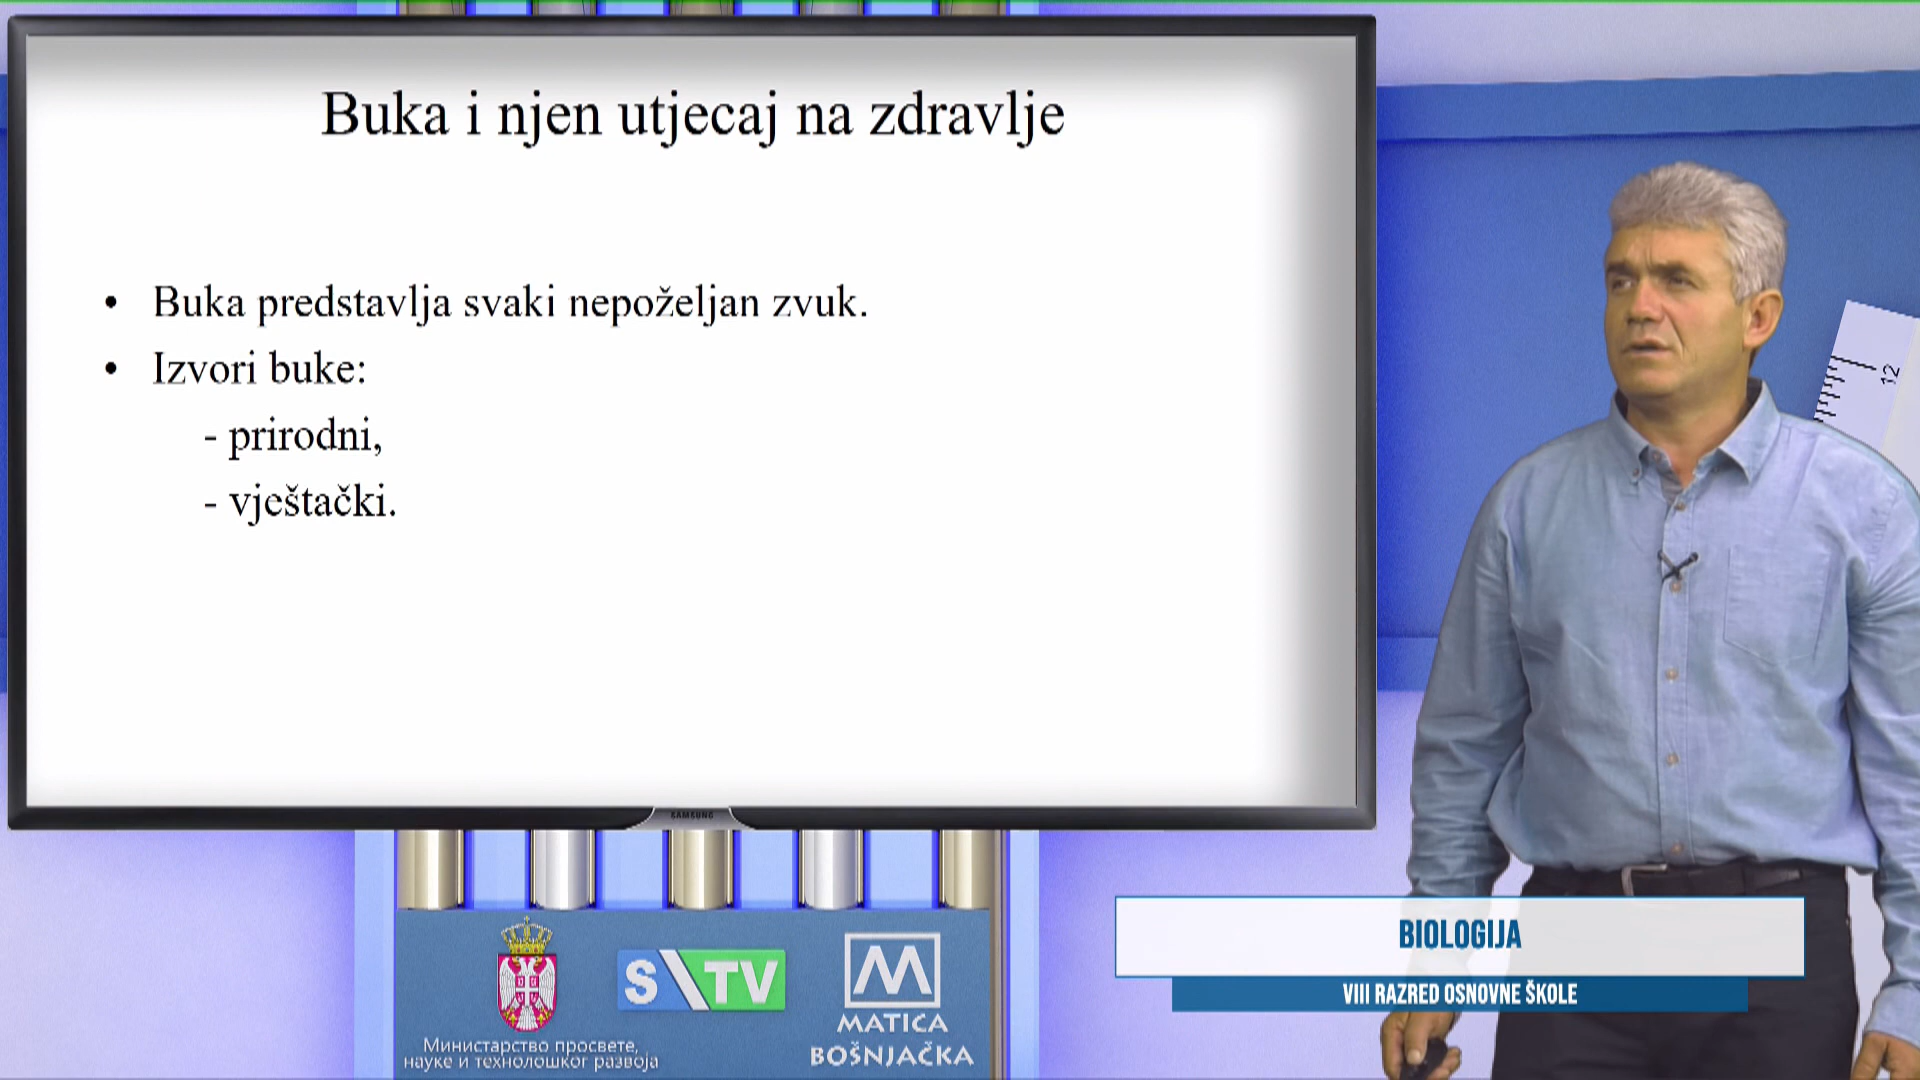 Buka i njen utjecaj na zdravlje
• Buka predstavlja svaki nepoželjan zvuk.
• Izvori buke:
- prirodni,
- vještački.
SAMSUNG
12
BIOLOGIJA
VIII RAZRED OSNOVNE ŠKOLE
Министарство просвете,
науке и технолошког развоја
S TV
MATICA
BOŠNJAČKA